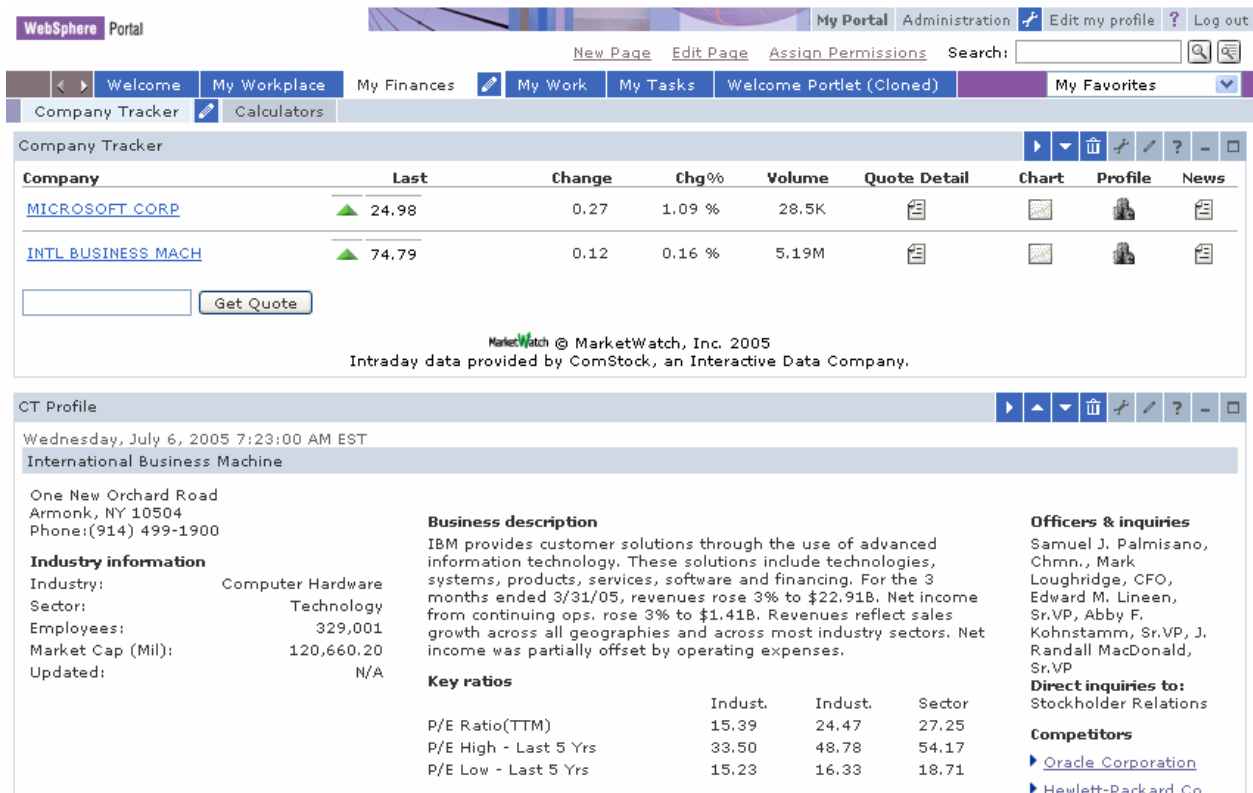 WebSphere Portal
My Portal Administration Edit my profile ? Log out
New Page Edit Page Assign Permissions Search:
Welcome My Workplace My Finances My Work My Tasks Welcome Portlet (Cloned) My Favorites
Company Tracker Calculators
Company Tracker ?
Company Last Change Chg% Volume Quote Detail Chart Profile News
MICROSOFT CORP 24.98 0.27 1.09 % 28.5K
INTL BUSINESS MACH 74.79 0.12 0.16 % 5.19M
Get Quote
MarketWatch © MarketWatch, Inc. 2005
Intraday data provided by ComStock, an Interactive Data Company.
CT Profile ?
Wednesday, July 6, 2005 7:23:00 AM EST
International Business Machine
One New Orchard Road
Armonk, NY 10504
Phone:(914) 499-1900
Industry information
Industry: Computer Hardware
Sector: Technology
Employees: 329,001
Market Cap (Mil): 120,660.20
Updated: N/A
Business description
IBM provides customer solutions through the use of advanced
information technology. These solutions include technologies,
systems, products, services, software and financing. For the 3
months ended 3/31/05, revenues rose 3% to $22.91B. Net income
from continuing ops. rose 3% to $1.41B. Revenues reflect sales
growth across all geographies and across most industry sectors. Net
income was partially offset by operating expenses.
Key ratios
Indust. Indust. Sector
P/E Ratio(TTM) 15.39 24.47 27.25
P/E High - Last 5 Yrs 33.50 48.78 54.17
P/E Low - Last 5 Yrs 15.23 16.33 18.71
Officers & inquiries
Samuel J. Palmisano,
Chmn., Mark
Loughridge, CFO,
Edward M. Lineen,
Sr.VP, Abby F.
Kohnstamm, Sr.VP, J.
Randall MacDonald,
Sr.VP
Direct inquiries to:
Stockholder Relations
Competitors
Oracle Corporation
Hewlett-Packard Co